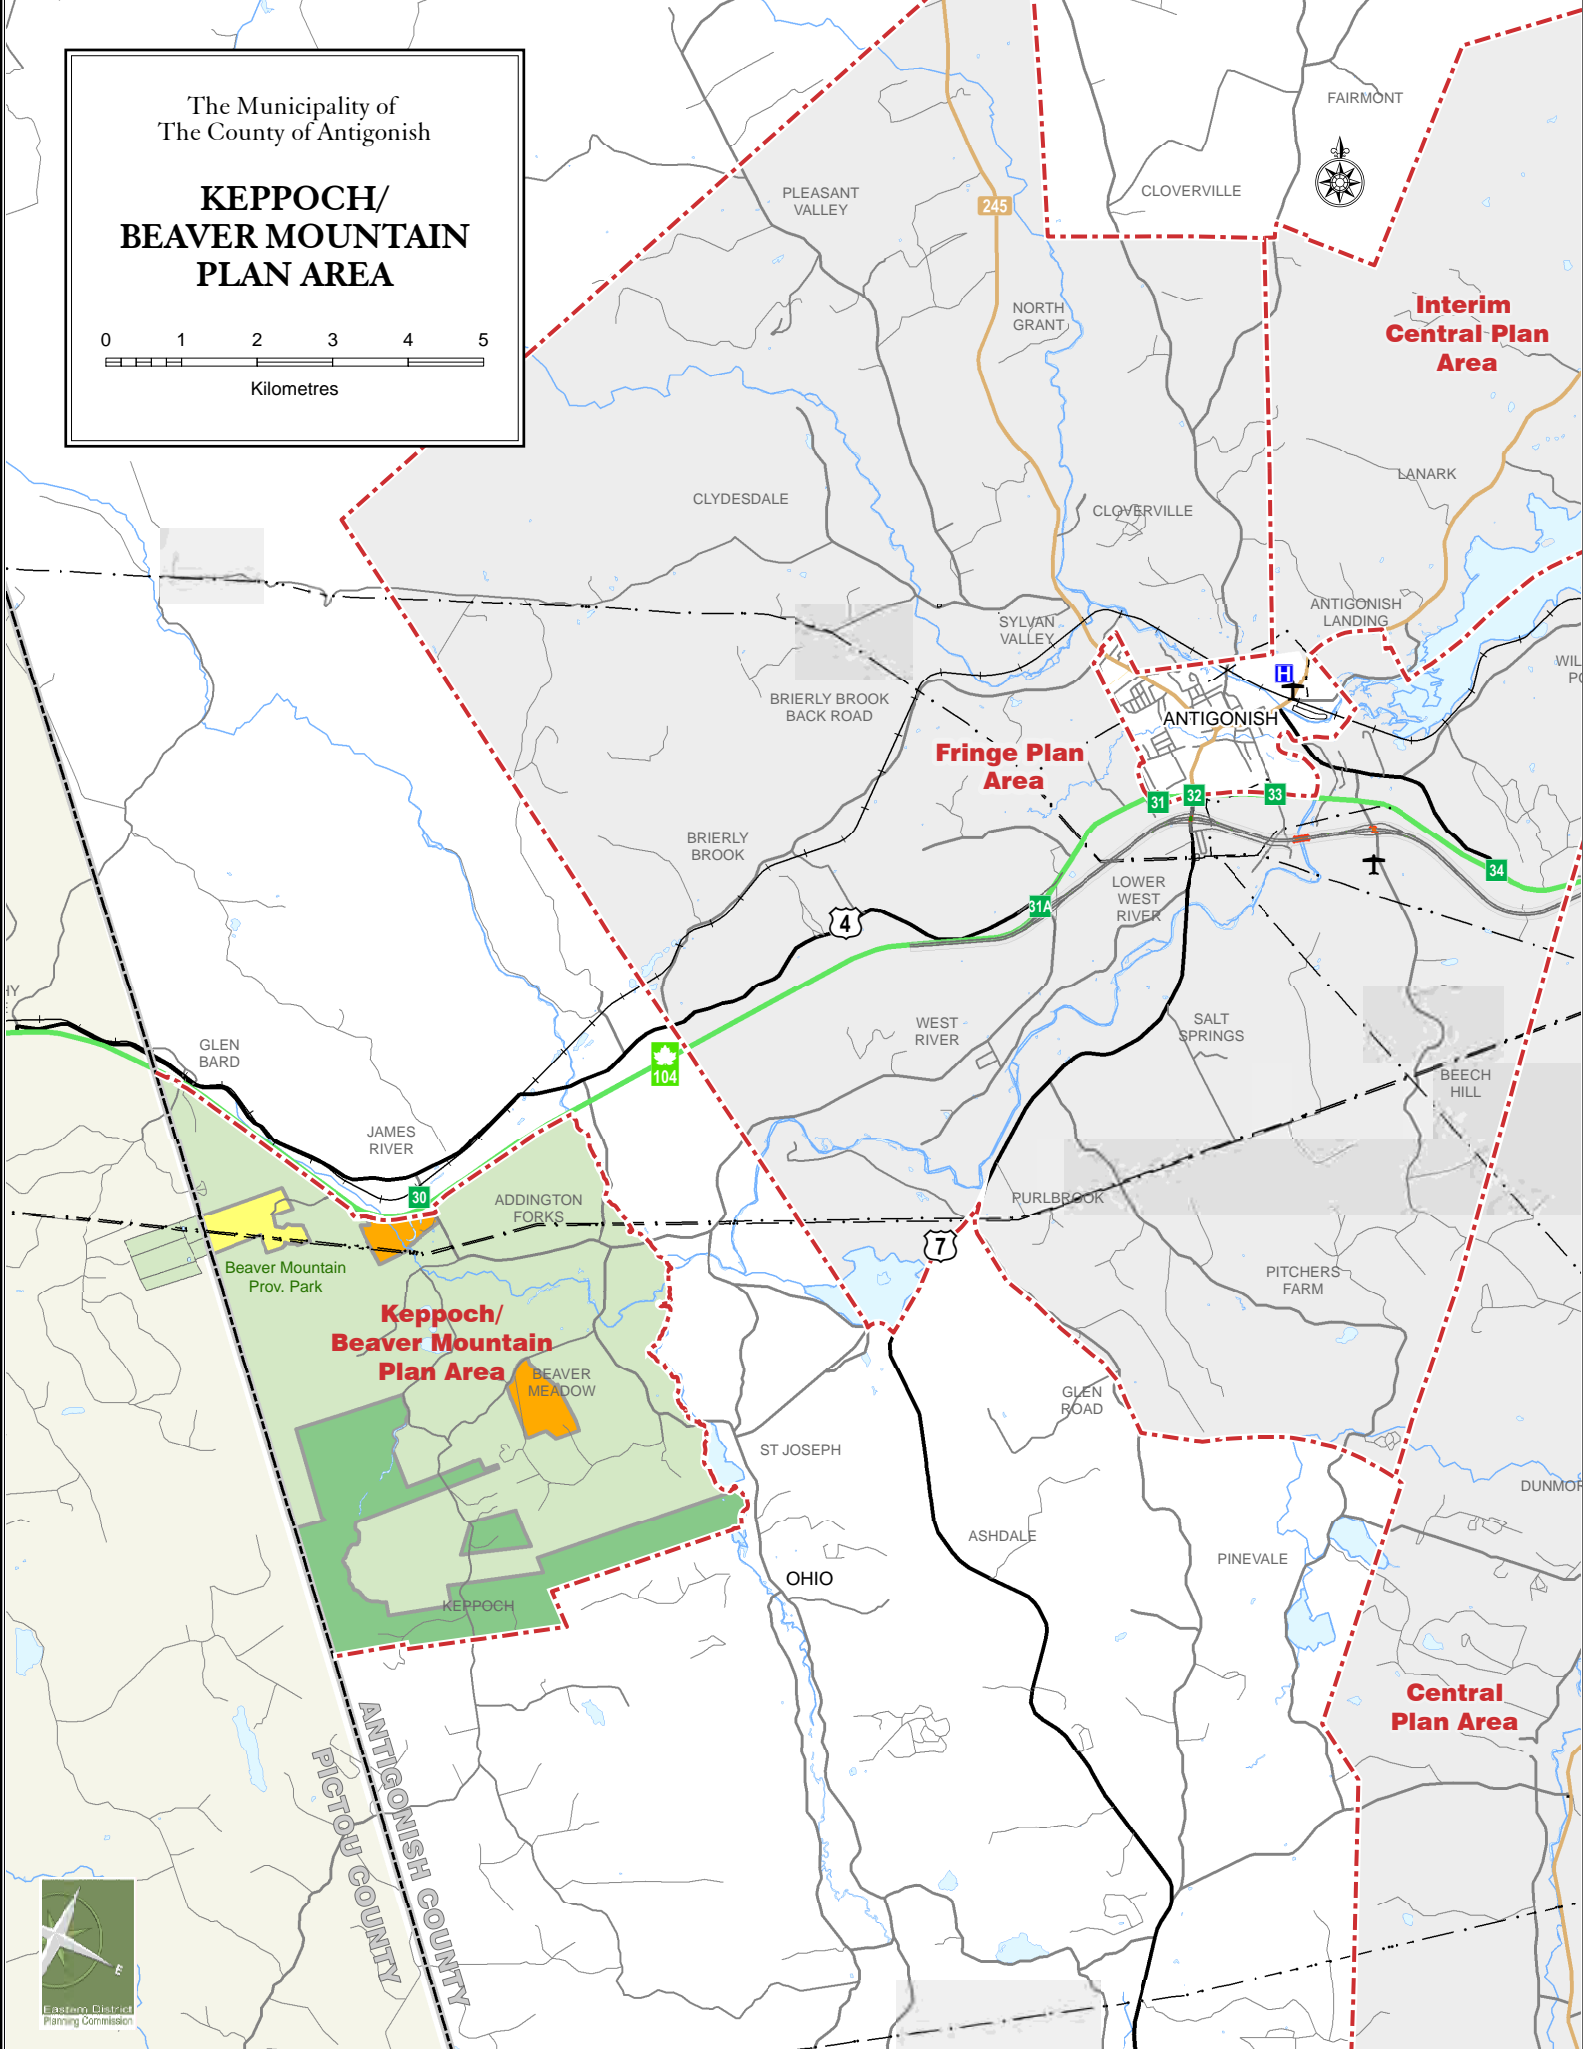 The Municipality of
The County of Antigonish
KEPPOCH/
BEAVER MOUNTAIN
PLAN AREA
0 1 2 3 4 5
Kilometres
FAIRMONT
CLOVERVILLE
PLEASANT
VALLEY
245
NORTH
GRANT
Interim
Central Plan
Area
LANARK
CLYDESDALE
CLOVERVILLE
ANTIGONISH
LANDING
SYLVAN
VALLEY
WIL
PO
H
BRIERLY BROOK
BACK ROAD
ANTIGONISH
Fringe Plan
Area
31
32
33
BRIERLY
BROOK
34
LOWER
WEST
RIVER
31A
4
HY
E
WEST
RIVER
SALT
SPRINGS
GLEN
BARD
104
BEECH
HILL
JAMES
RIVER
30
ADDINGTON
FORKS
PURLBROOK
7
Beaver Mountain
Prov. Park
PITCHERS
FARM
Keppoch/
Beaver Mountain
Plan Area
BEAVER
MEADOW
GLEN
ROAD
ST JOSEPH
DUNMOR
ASHDALE
PINEVALE
OHIO
KEPPOCH
Central
Plan Area
ANTIGONISH COUNTY
PICTOU COUNTY
E
Eastern District
Planning Commission